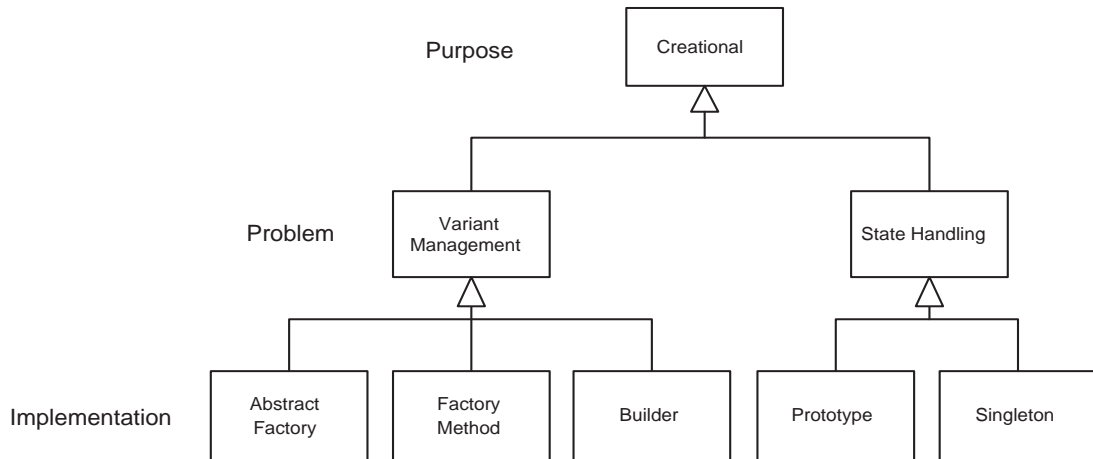 Purpose
Creational
Problem
Variant
Management
State Handling
Implementation
Abstract
Factory
Factory
Method
Builder
Prototype
Singleton